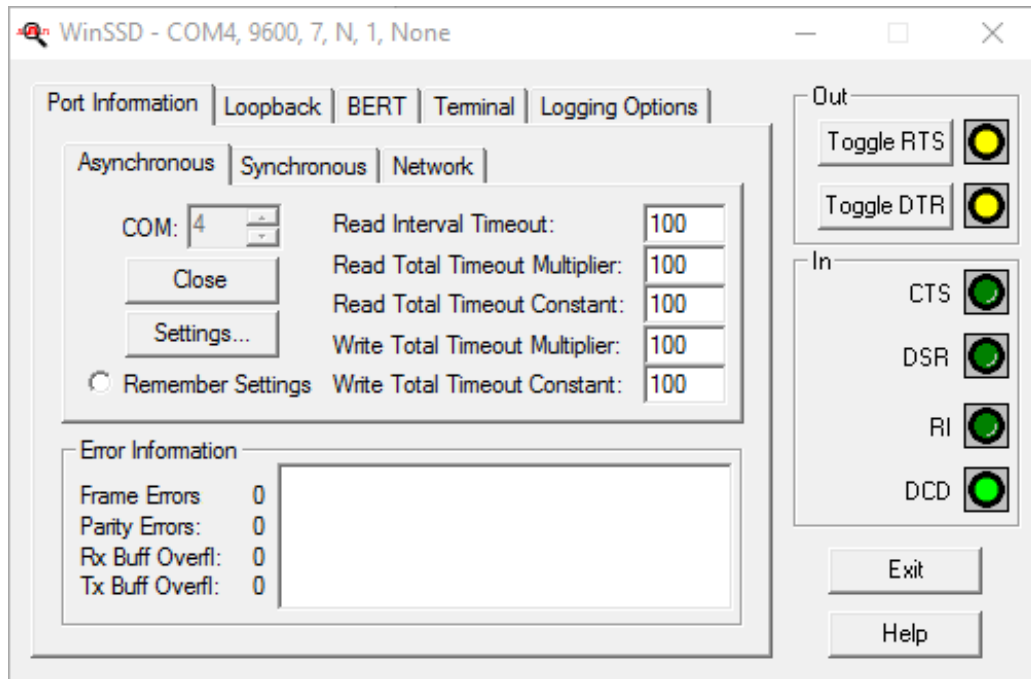 WinSSD - COM4, 9600, 7, N, 1, None
Port Information Loopback BERT Terminal Logging Options
Asynchronous Synchronous Network
COM: 4
Close
Settings...
Remember Settings
Read Interval Timeout: 100
Read Total Timeout Multiplier: 100
Read Total Timeout Constant: 100
Write Total Timeout Multiplier: 100
Write Total Timeout Constant: 100
Error Information
Frame Errors 0
Parity Errors: 0
Rx Buff Overfl: 0
Tx Buff Overfl: 0
Out
Toggle RTS
Toggle DTR
In
CTS
DSR
RI
DCD
Exit
Help